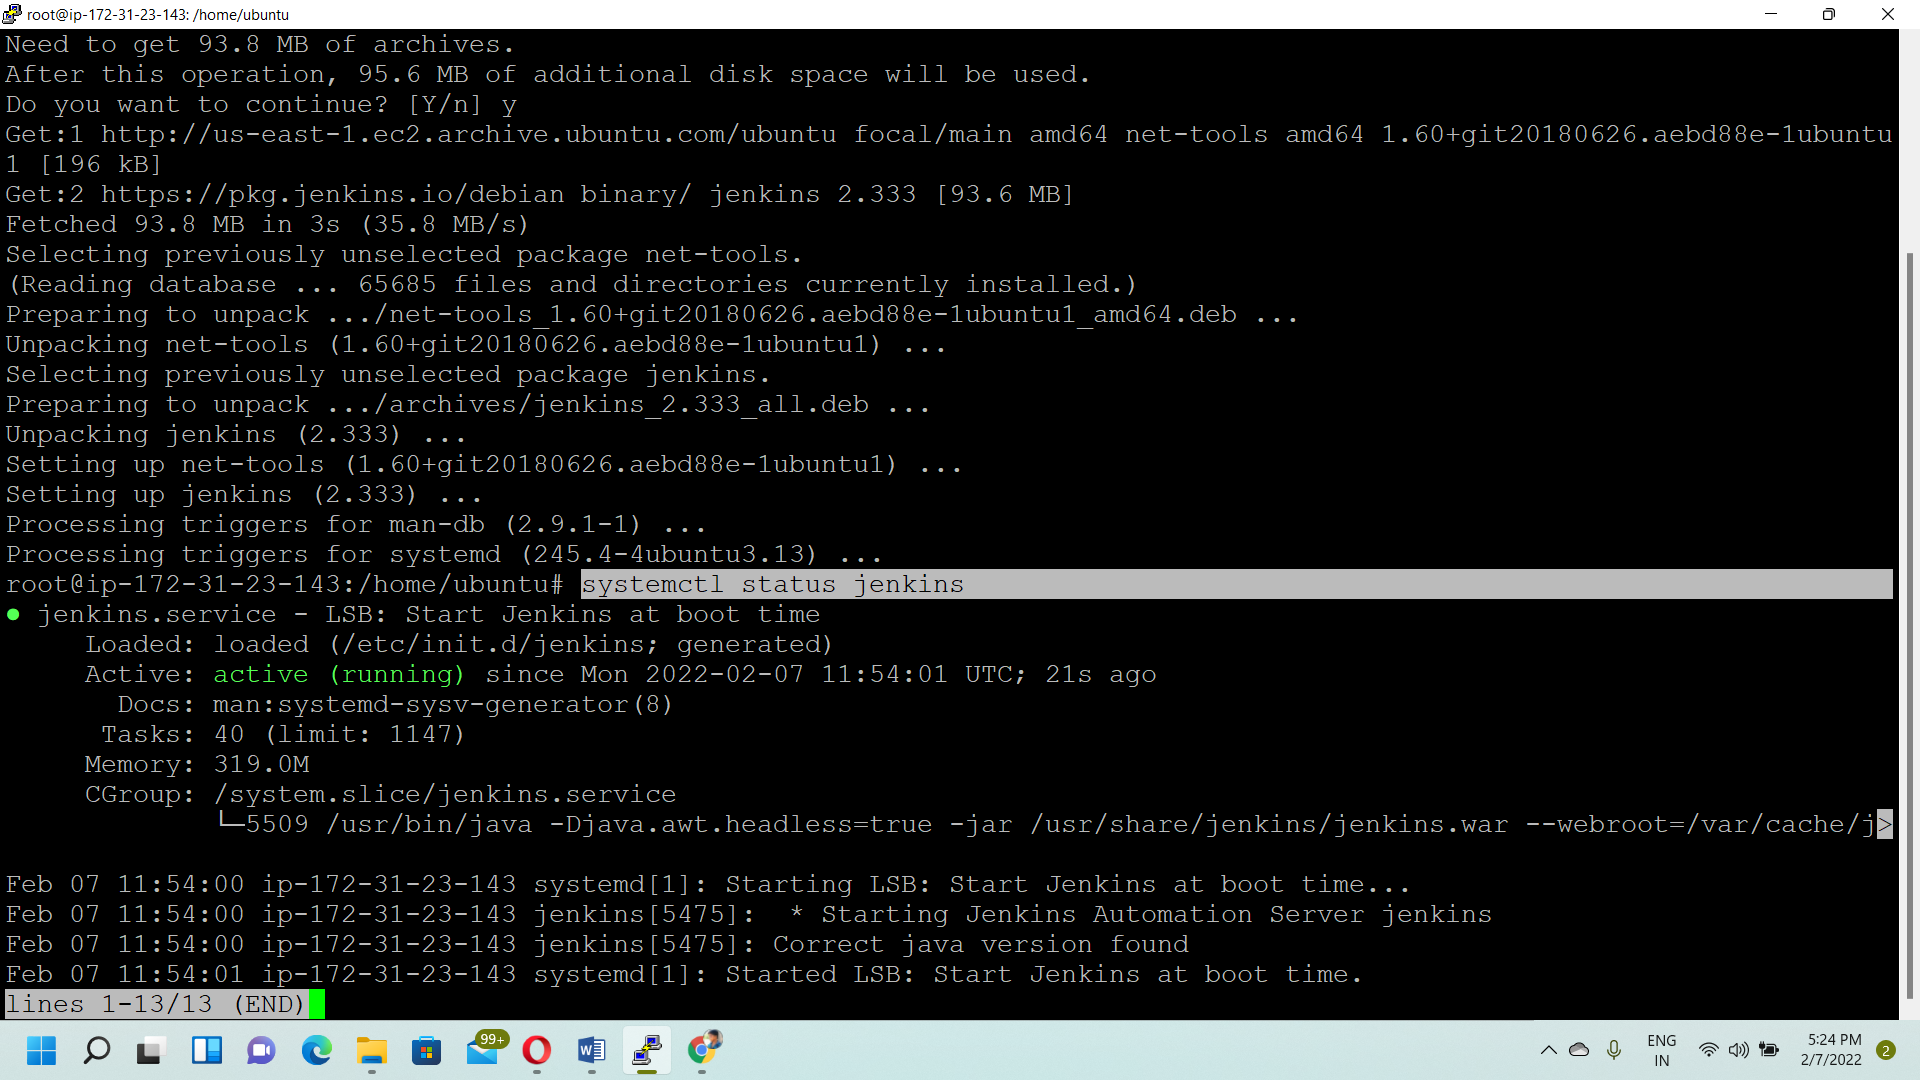 root@ip-172-31-23-143: /home/ubuntu
Need to get 93.8 MB of archives.
After this operation, 95.6 MB of additional disk space will be used.
Do you want to continue? [Y/n] y
Get:1 http://us-east-1.ec2.archive.ubuntu.com/ubuntu focal/main amd64 net-tools amd64 1.60+git20180626.aebd88e-1ubuntu
1 [196 kB]
Get:2 https://pkg.jenkins.io/debian binary/ jenkins 2.333 [93.6 MB]
Fetched 93.8 MB in 3s (35.8 MB/s)
Selecting previously unselected package net-tools.
(Reading database ... 65685 files and directories currently installed.)
Preparing to unpack .../net-tools_1.60+git20180626.aebd88e-1ubuntu1_amd64.deb ...
Unpacking net-tools (1.60+git20180626.aebd88e-1ubuntu1) ...
Selecting previously unselected package jenkins.
Preparing to unpack .../archives/jenkins_2.333_all.deb ...
Unpacking jenkins (2.333) ...
Setting up net-tools (1.60+git20180626.aebd88e-1ubuntu1) ...
Setting up jenkins (2.333) ...
Processing triggers for man-db (2.9.1-1) ...
Processing triggers for systemd (245.4-4ubuntu3.13) ...
root@ip-172-31-23-143:/home/ubuntu# systemctl status jenkins
● jenkins.service - LSB: Start Jenkins at boot time
Loaded: loaded (/etc/init.d/jenkins; generated)
Active: active (running) since Mon 2022-02-07 11:54:01 UTC; 21s ago
Docs: man:systemd-sysv-generator(8)
Tasks: 40 (limit: 1147)
Memory: 319.0M
CGroup: /system.slice/jenkins.service
└─5509 /usr/bin/java -Djava.awt.headless=true -jar /usr/share/jenkins/jenkins.war --webroot=/var/cache/j>
Feb 07 11:54:00 ip-172-31-23-143 systemd[1]: Starting LSB: Start Jenkins at boot time...
Feb 07 11:54:00 ip-172-31-23-143 jenkins[5475]:  * Starting Jenkins Automation Server jenkins
Feb 07 11:54:00 ip-172-31-23-143 jenkins[5475]: Correct java version found
Feb 07 11:54:01 ip-172-31-23-143 systemd[1]: Started LSB: Start Jenkins at boot time.
lines 1-13/13 (END)
99+
ENG
IN
5:24 PM
2/7/2022
2